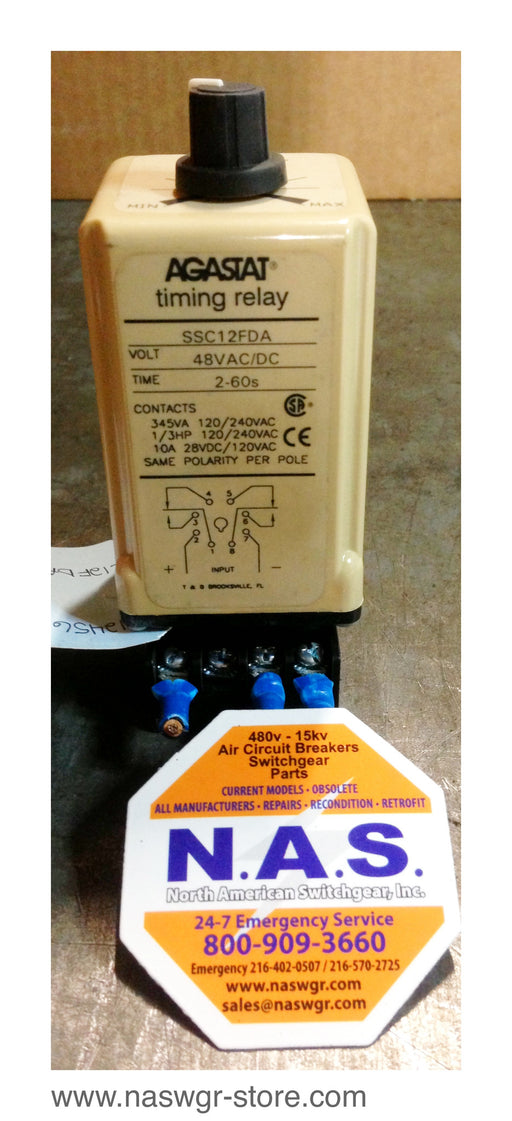 MIN MAX
AGASTAT®
timing relay
SSC12FDA
VOLT 48VAC/DC
TIME 2-60s
CONTACTS
345VA 120/240VAC
1/3HP 120/240VAC
10A 28VDC/120VAC
SAME POLARITY PER POLE
4 5
3 6
2 7
1 8
+ INPUT -
T & B BROOKSVILLE, FL
480v - 15kv
Air Circuit Breakers
Switchgear
Parts
CURRENT MODELS • OBSOLETE
ALL MANUFACTURERS • REPAIRS • RECONDITION • RETROFIT
N.A.S.
North American Switchgear, Inc.
24-7 Emergency Service
800-909-3660
Emergency 216-402-0507 / 216-570-2725
www.naswgr.com
sales@naswgr.com
www.naswgr-store.com